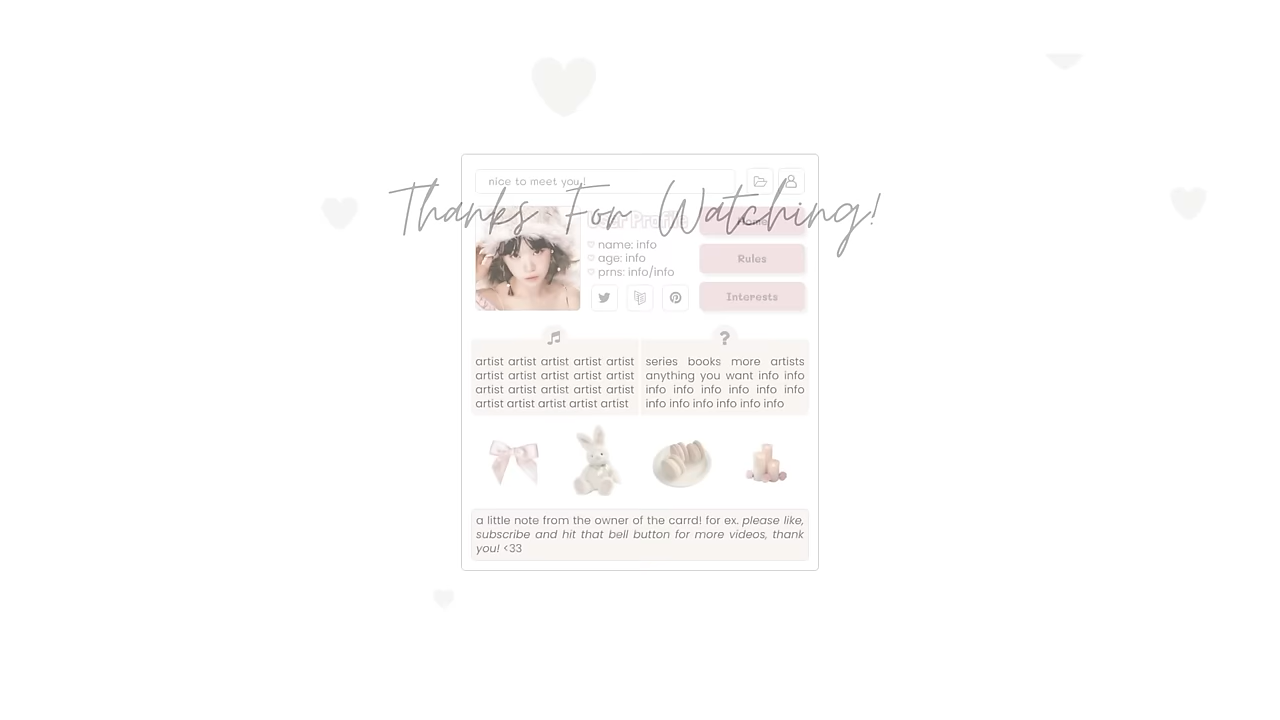 nice to meet you!
Thanks For Watching!
User Profile
name: info
age: info
prns: info/info
Home
Rules
Interests
?
artist artist artist artist artist
artist artist artist artist artist
artist artist artist artist artist
artist artist artist artist artist
series books more artists
anything you want info info
info info info info info info
info info info info info info
a little note from the owner of the carrd! for ex. please like,
subscribe and hit that bell button for more videos, thank
you! <33